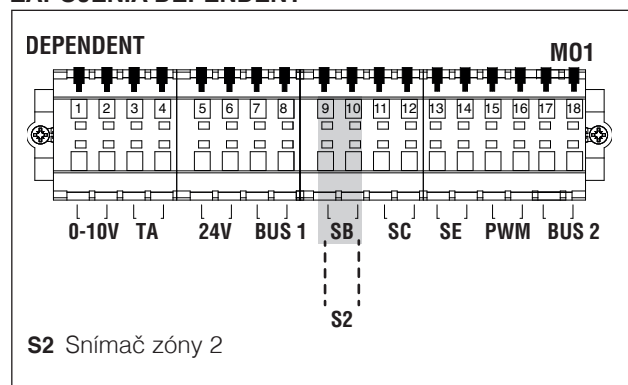 DEPENDENT
M01
1 2 3 4 5 6 7 8 9 10 11 12 13 14 15 16 17 18
0-10V TA 24V BUS 1 SB SC SE PWM BUS 2
S2
S2 Snímač zóny 2